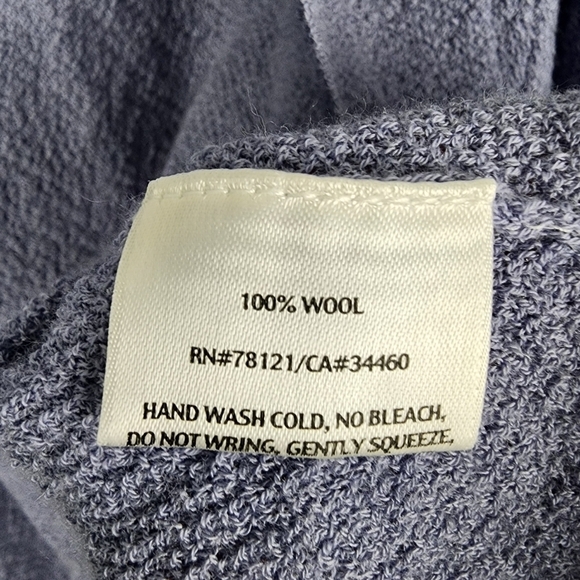 100% WOOL
RN#78121/CA#34460
HAND WASH COLD, NO BLEACH,
DO NOT WRING, GENTLY SQUEEZE,